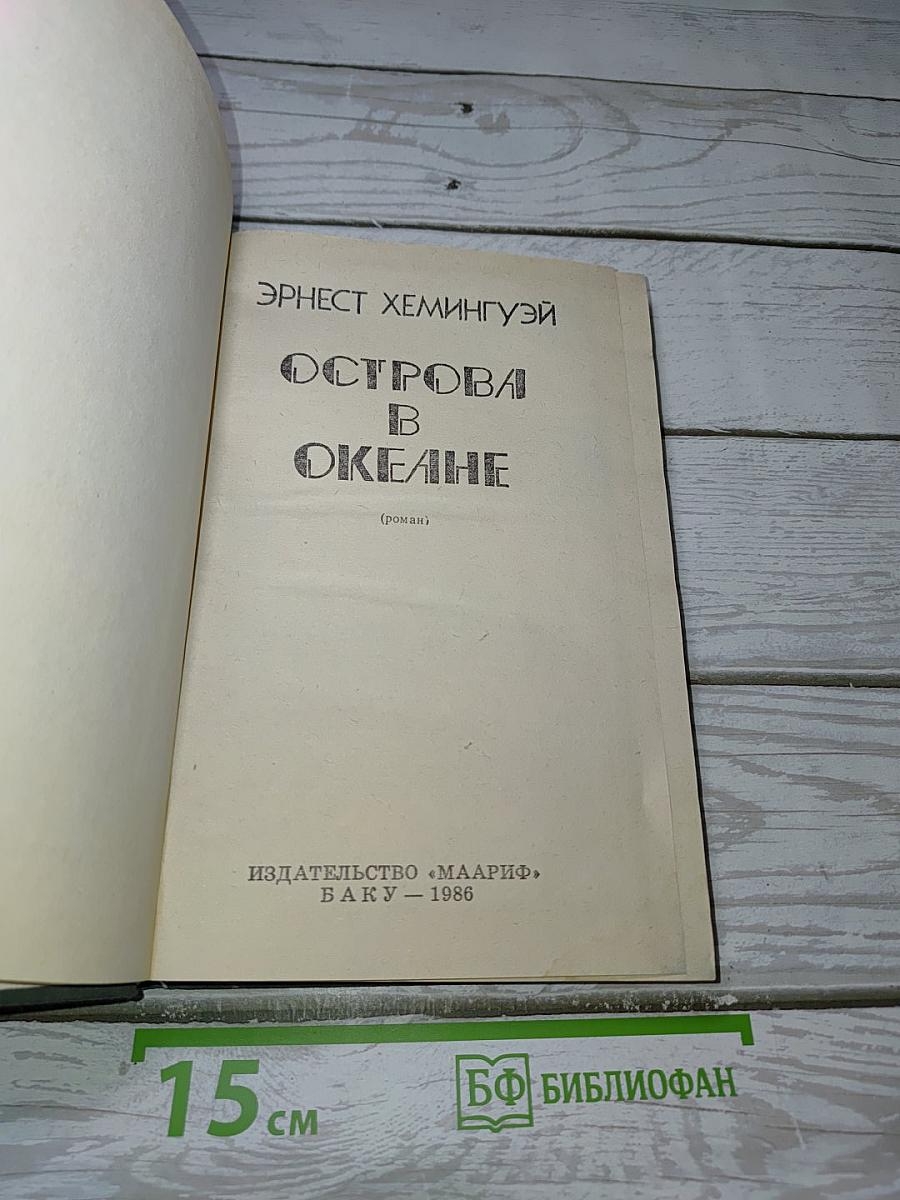 ЭРНЕСТ ХЕМИНГУЭЙ
ОСТРОВА
В
ОКЕАНЕ
(роман)
ИЗДАТЕЛЬСТВО «МААРИФ»
БАКУ — 1986
15 см
БФ БИБЛИОФАН